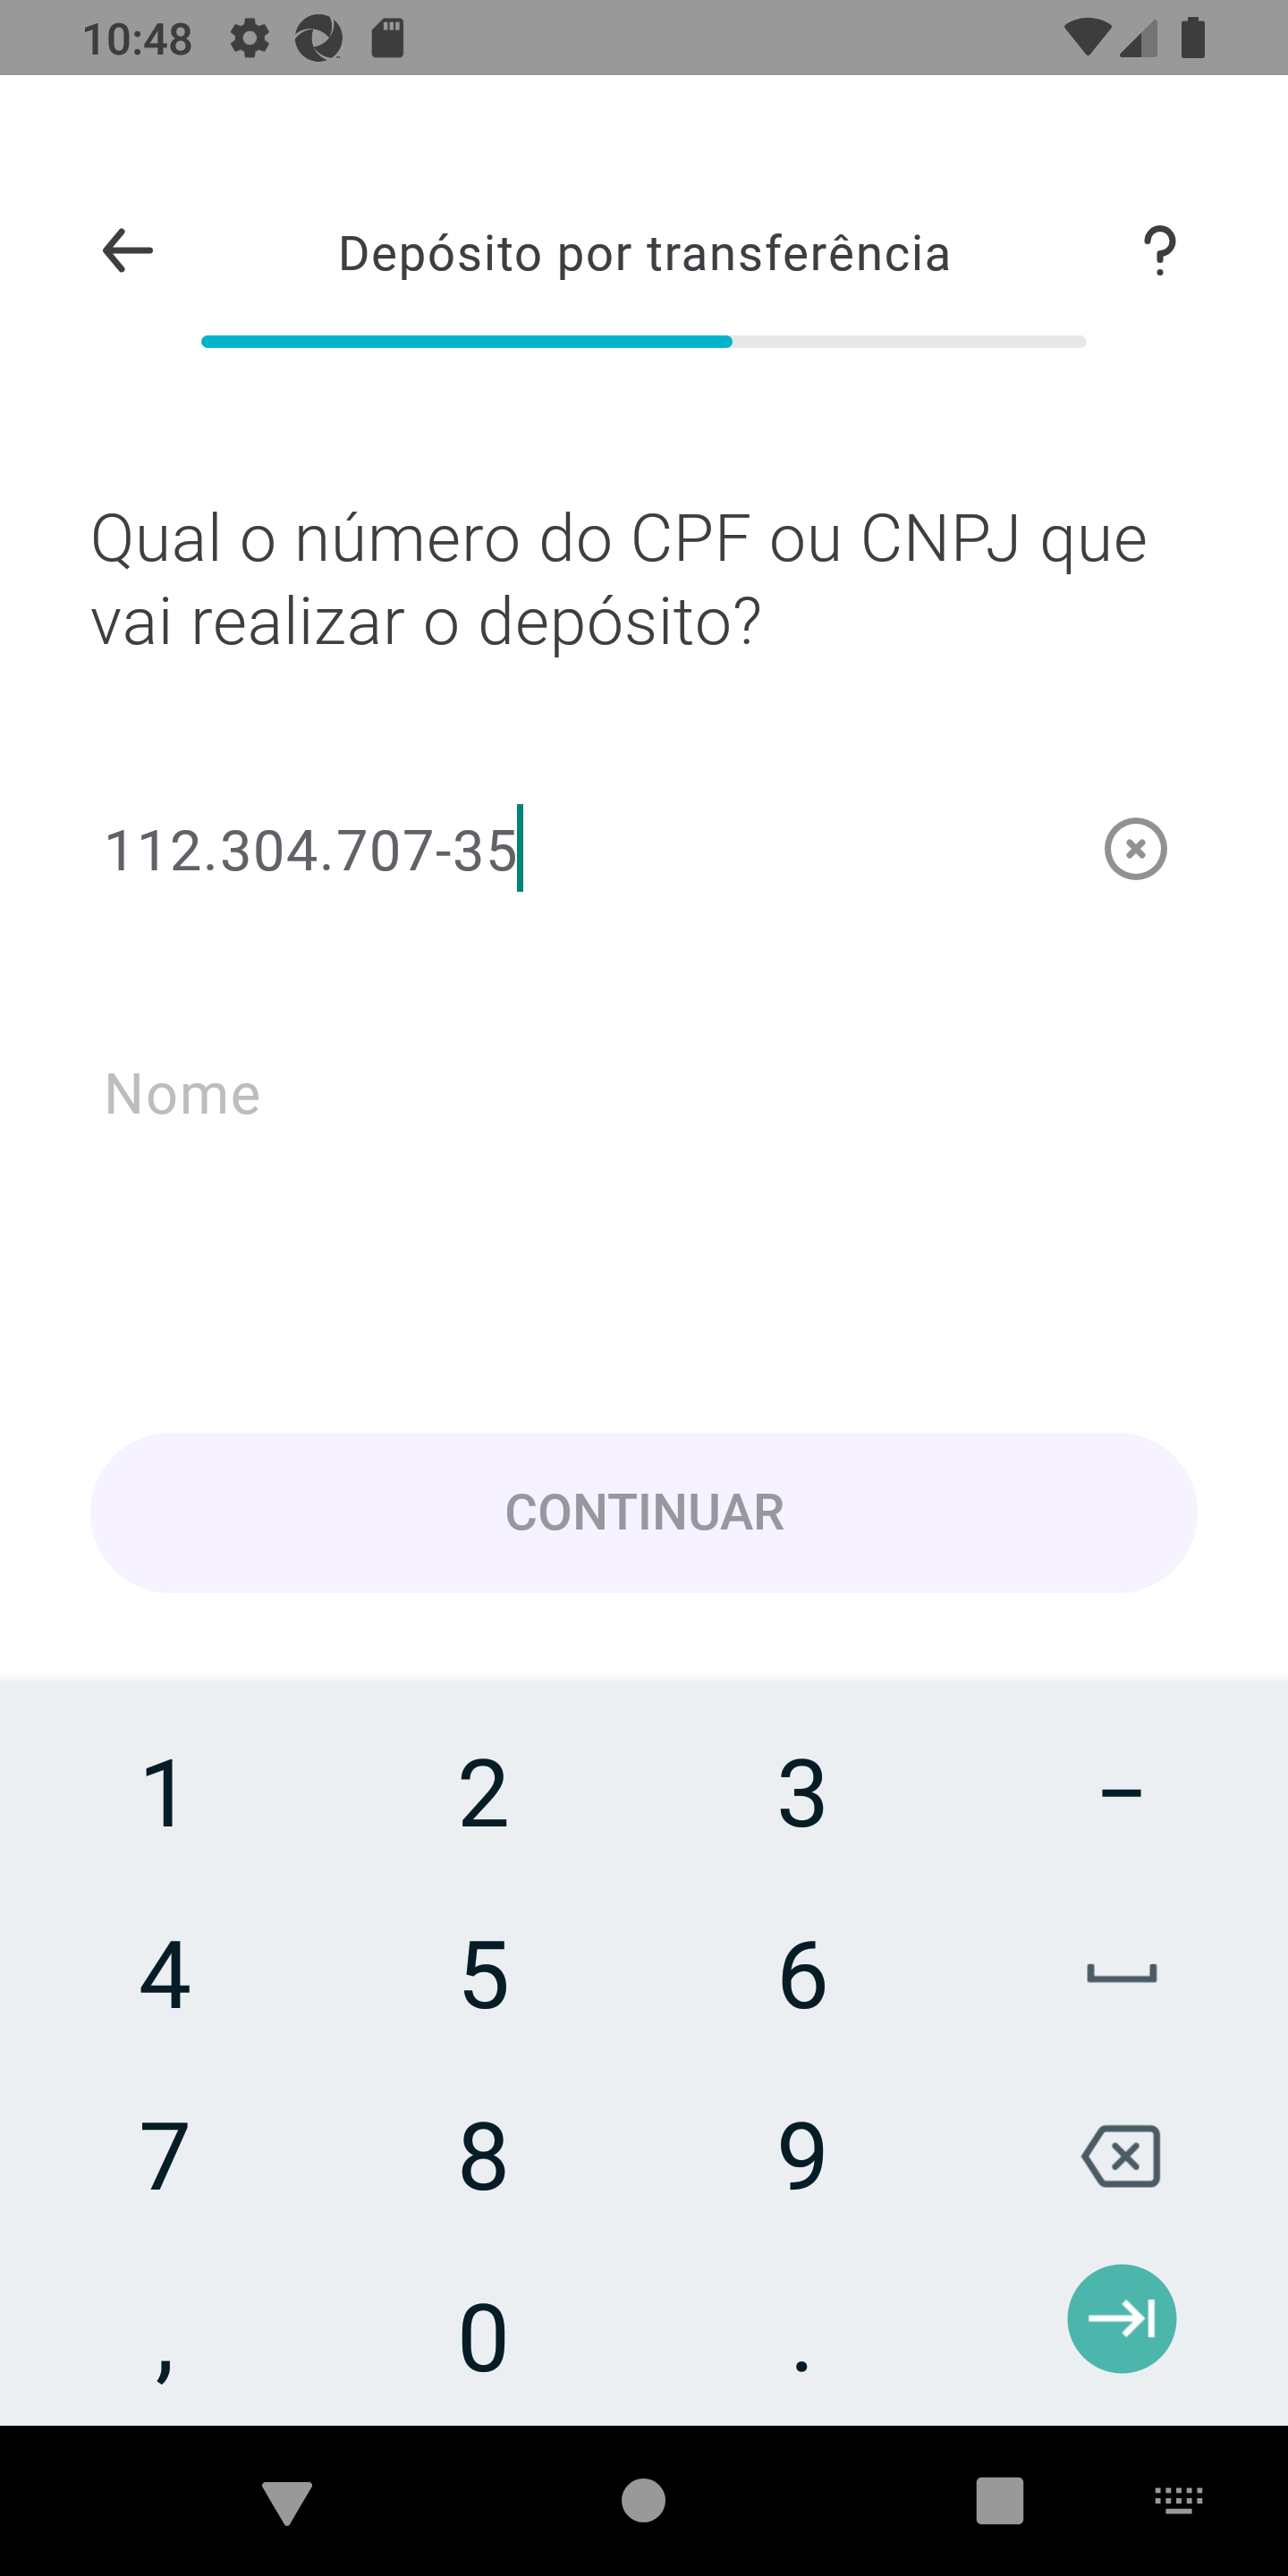 10:48
Depósito por transferência
Qual o número do CPF ou CNPJ que
vai realizar o depósito?
112.304.707-35
Nome
CONTINUAR
1 2 3 –
4 5 6
7 8 9
, 0 .